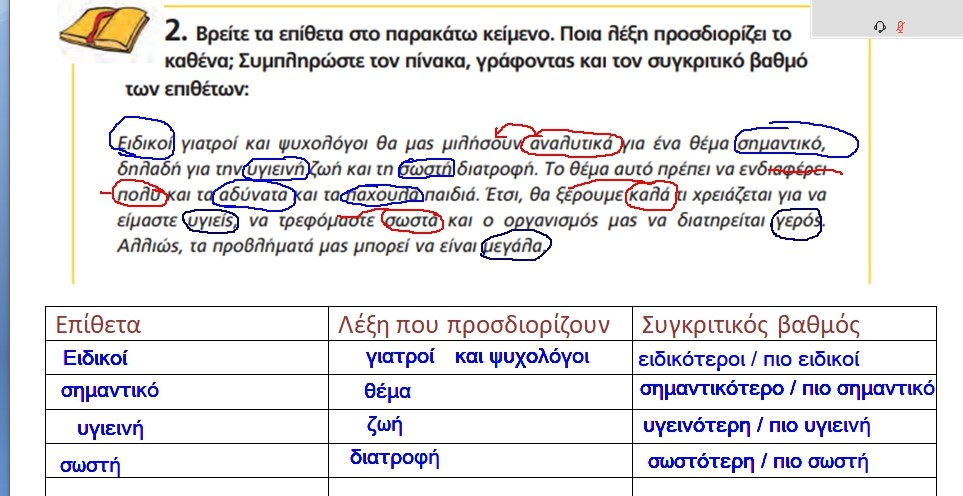 2. Βρείτε τα επίθετα στο παρακάτω κείμενο. Ποια λέξη προσδιορίζει το
καθένα; Συμπληρώστε τον πίνακα, γράφοντας και τον συγκριτικό βαθμό
των επιθέτων:
Ειδικοί γιατροί και ψυχολόγοι θα μας μιλήσουν αναλυτικά για ένα θέμα σημαντικό,
δηλαδή για την υγιεινή ζωή και τη σωστή διατροφή. Το θέμα αυτό πρέπει να ενδιαφέρει
πολύ και τα αδύνατα και τα παχουλά παιδιά. Έτσι, θα ξέρουμε καλά τι χρειάζεται για να
είμαστε υγιείς, να τρεφόμαστε σωστά και ο οργανισμός μας να διατηρείται γερός.
Αλλιώς, τα προβλήματά μας μπορεί να είναι μεγάλα.
Επίθετα Λέξη που προσδιορίζουν Συγκριτικός βαθμός
Ειδικοί γιατροί και ψυχολόγοι ειδικότεροι / πιο ειδικοί
σημαντικό θέμα σημαντικότερο / πιο σημαντικό
υγιεινή ζωή υγεινότερη / πιο υγιεινή
σωστή διατροφή σωστότερη / πιο σωστή